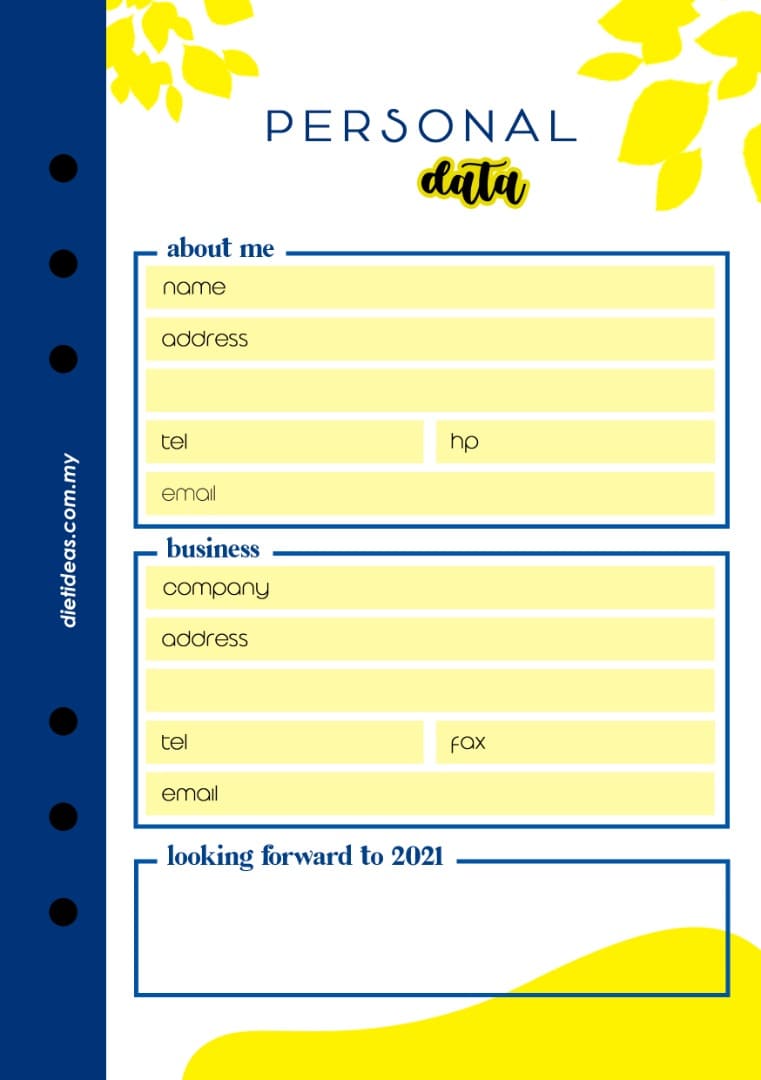 PERSONAL
data
about me
name
address
tel hp
email
business
company
address
tel fax
email
looking forward to 2021
dietideas.com.my